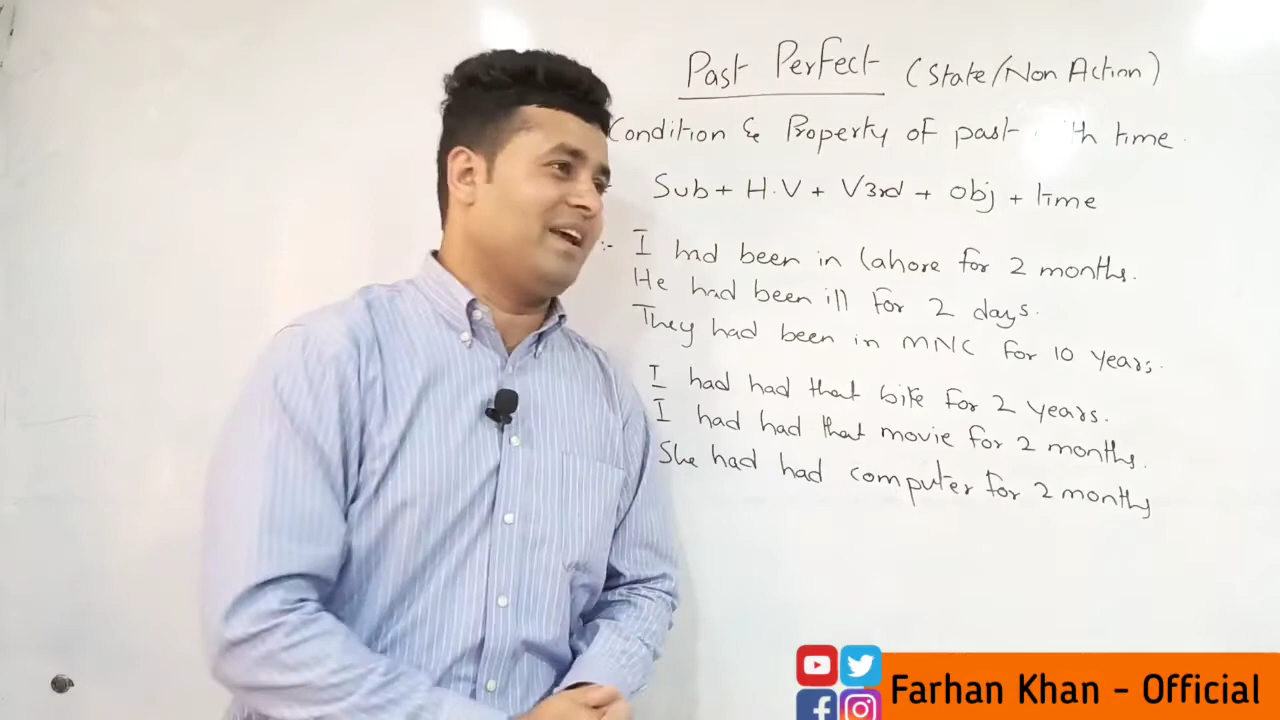 Past Perfect (State/Non Action)
Condition & Property of past time.
Sub + H.V + V3rd + obj + time
:- I had been in Lahore for 2 months.
He had been ill for 2 days.
They had been in MNC for 10 years.
I had had that bike for 2 years.
I had had that movie for 2 months.
She had had computer for 2 months
Farhan Khan - Official